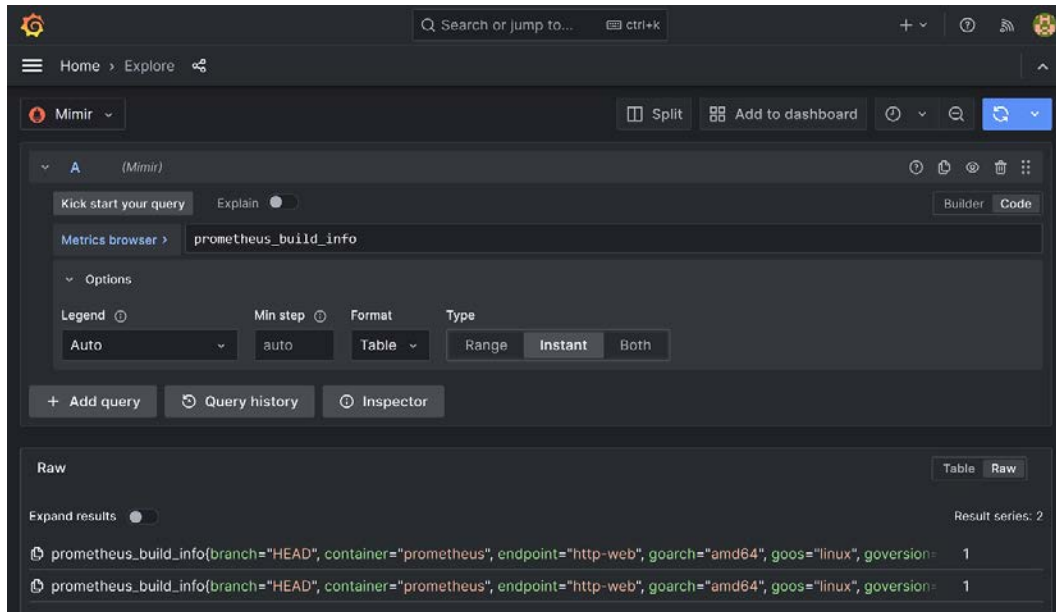 Search or jump to... ctrl+k
Home › Explore
Mimir Split Add to dashboard
A (Mimir)
Kick start your query Explain Builder Code
Metrics browser > prometheus_build_info
Options
Legend Min step Format Type
Auto auto Table Range Instant Both
+ Add query Query history Inspector
Raw Table Raw
Expand results Result series: 2
prometheus_build_info{branch="HEAD", container="prometheus", endpoint="http-web", goarch="amd64", goos="linux", goversion= 1
prometheus_build_info{branch="HEAD", container="prometheus", endpoint="http-web", goarch="amd64", goos="linux", goversion= 1